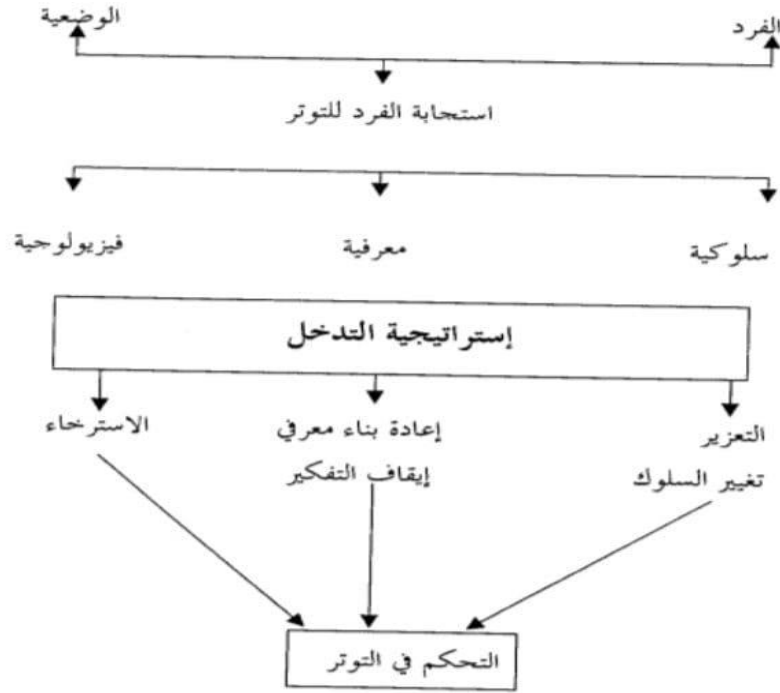 الفرد
الوضعية
استجابة الفرد للتوتر
سلوكية
معرفية
فيزيولوجية
إستراتيجية التدخل
التعزير
إعادة بناء معرفي
الاسترخاء
تغيير السلوك
إيقاف التفكير
التحكم في التوتر